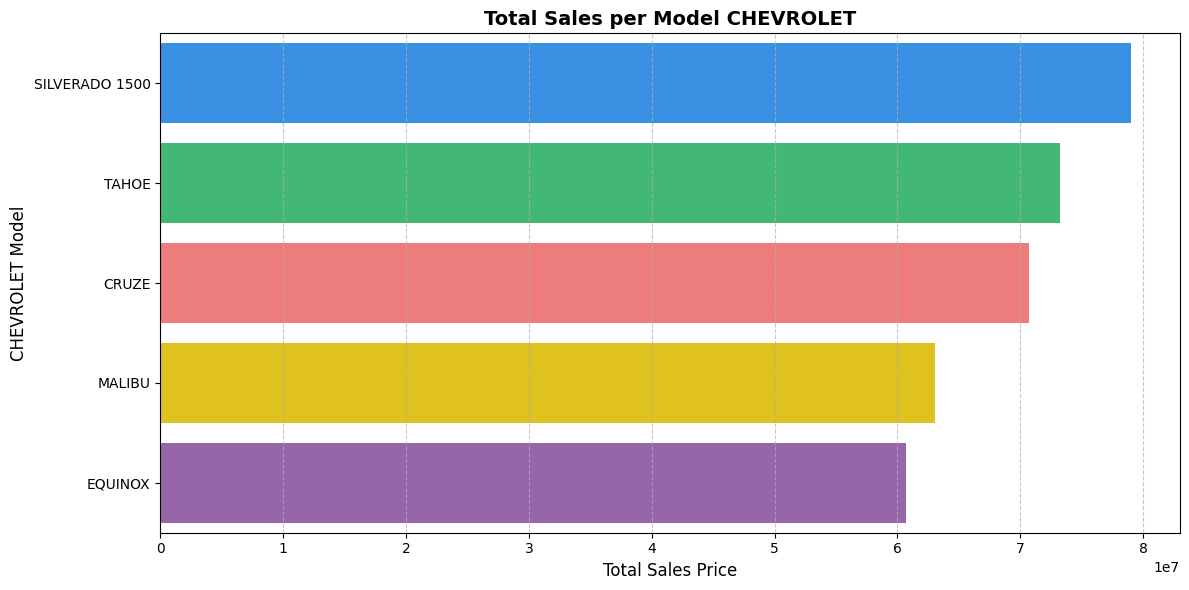 Total Sales per Model CHEVROLET
CHEVROLET Model
SILVERADO 1500
TAHOE
CRUZE
MALIBU
EQUINOX
0 1 2 3 4 5 6 7 8
1e7
Total Sales Price